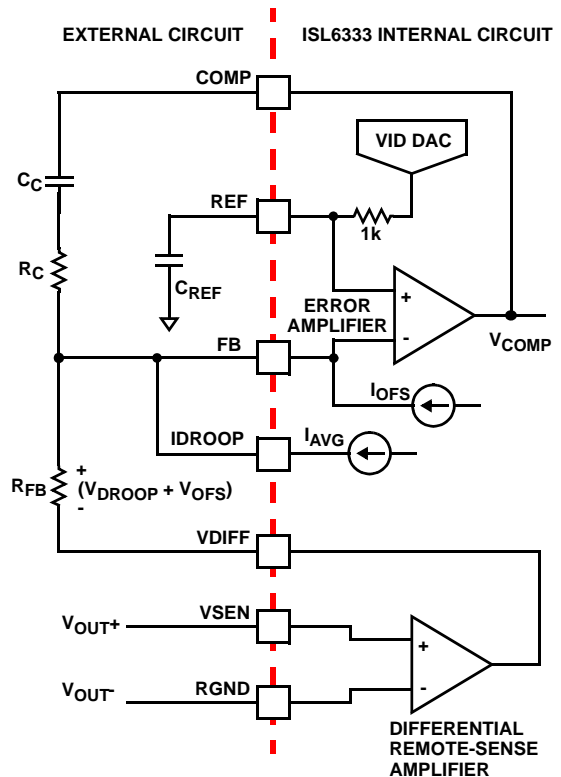 EXTERNAL CIRCUIT
ISL6333 INTERNAL CIRCUIT
COMP
VID DAC
CC
REF
1k
RC
CREF
ERROR
AMPLIFIER
+
-
VCOMP
FB
IOFS
IDROOP
IAVG
RFB
+
(VDROOP + VOFS)
-
VDIFF
VSEN
VOUT+
+
RGND
VOUT-
-
DIFFERENTIAL
REMOTE-SENSE
AMPLIFIER